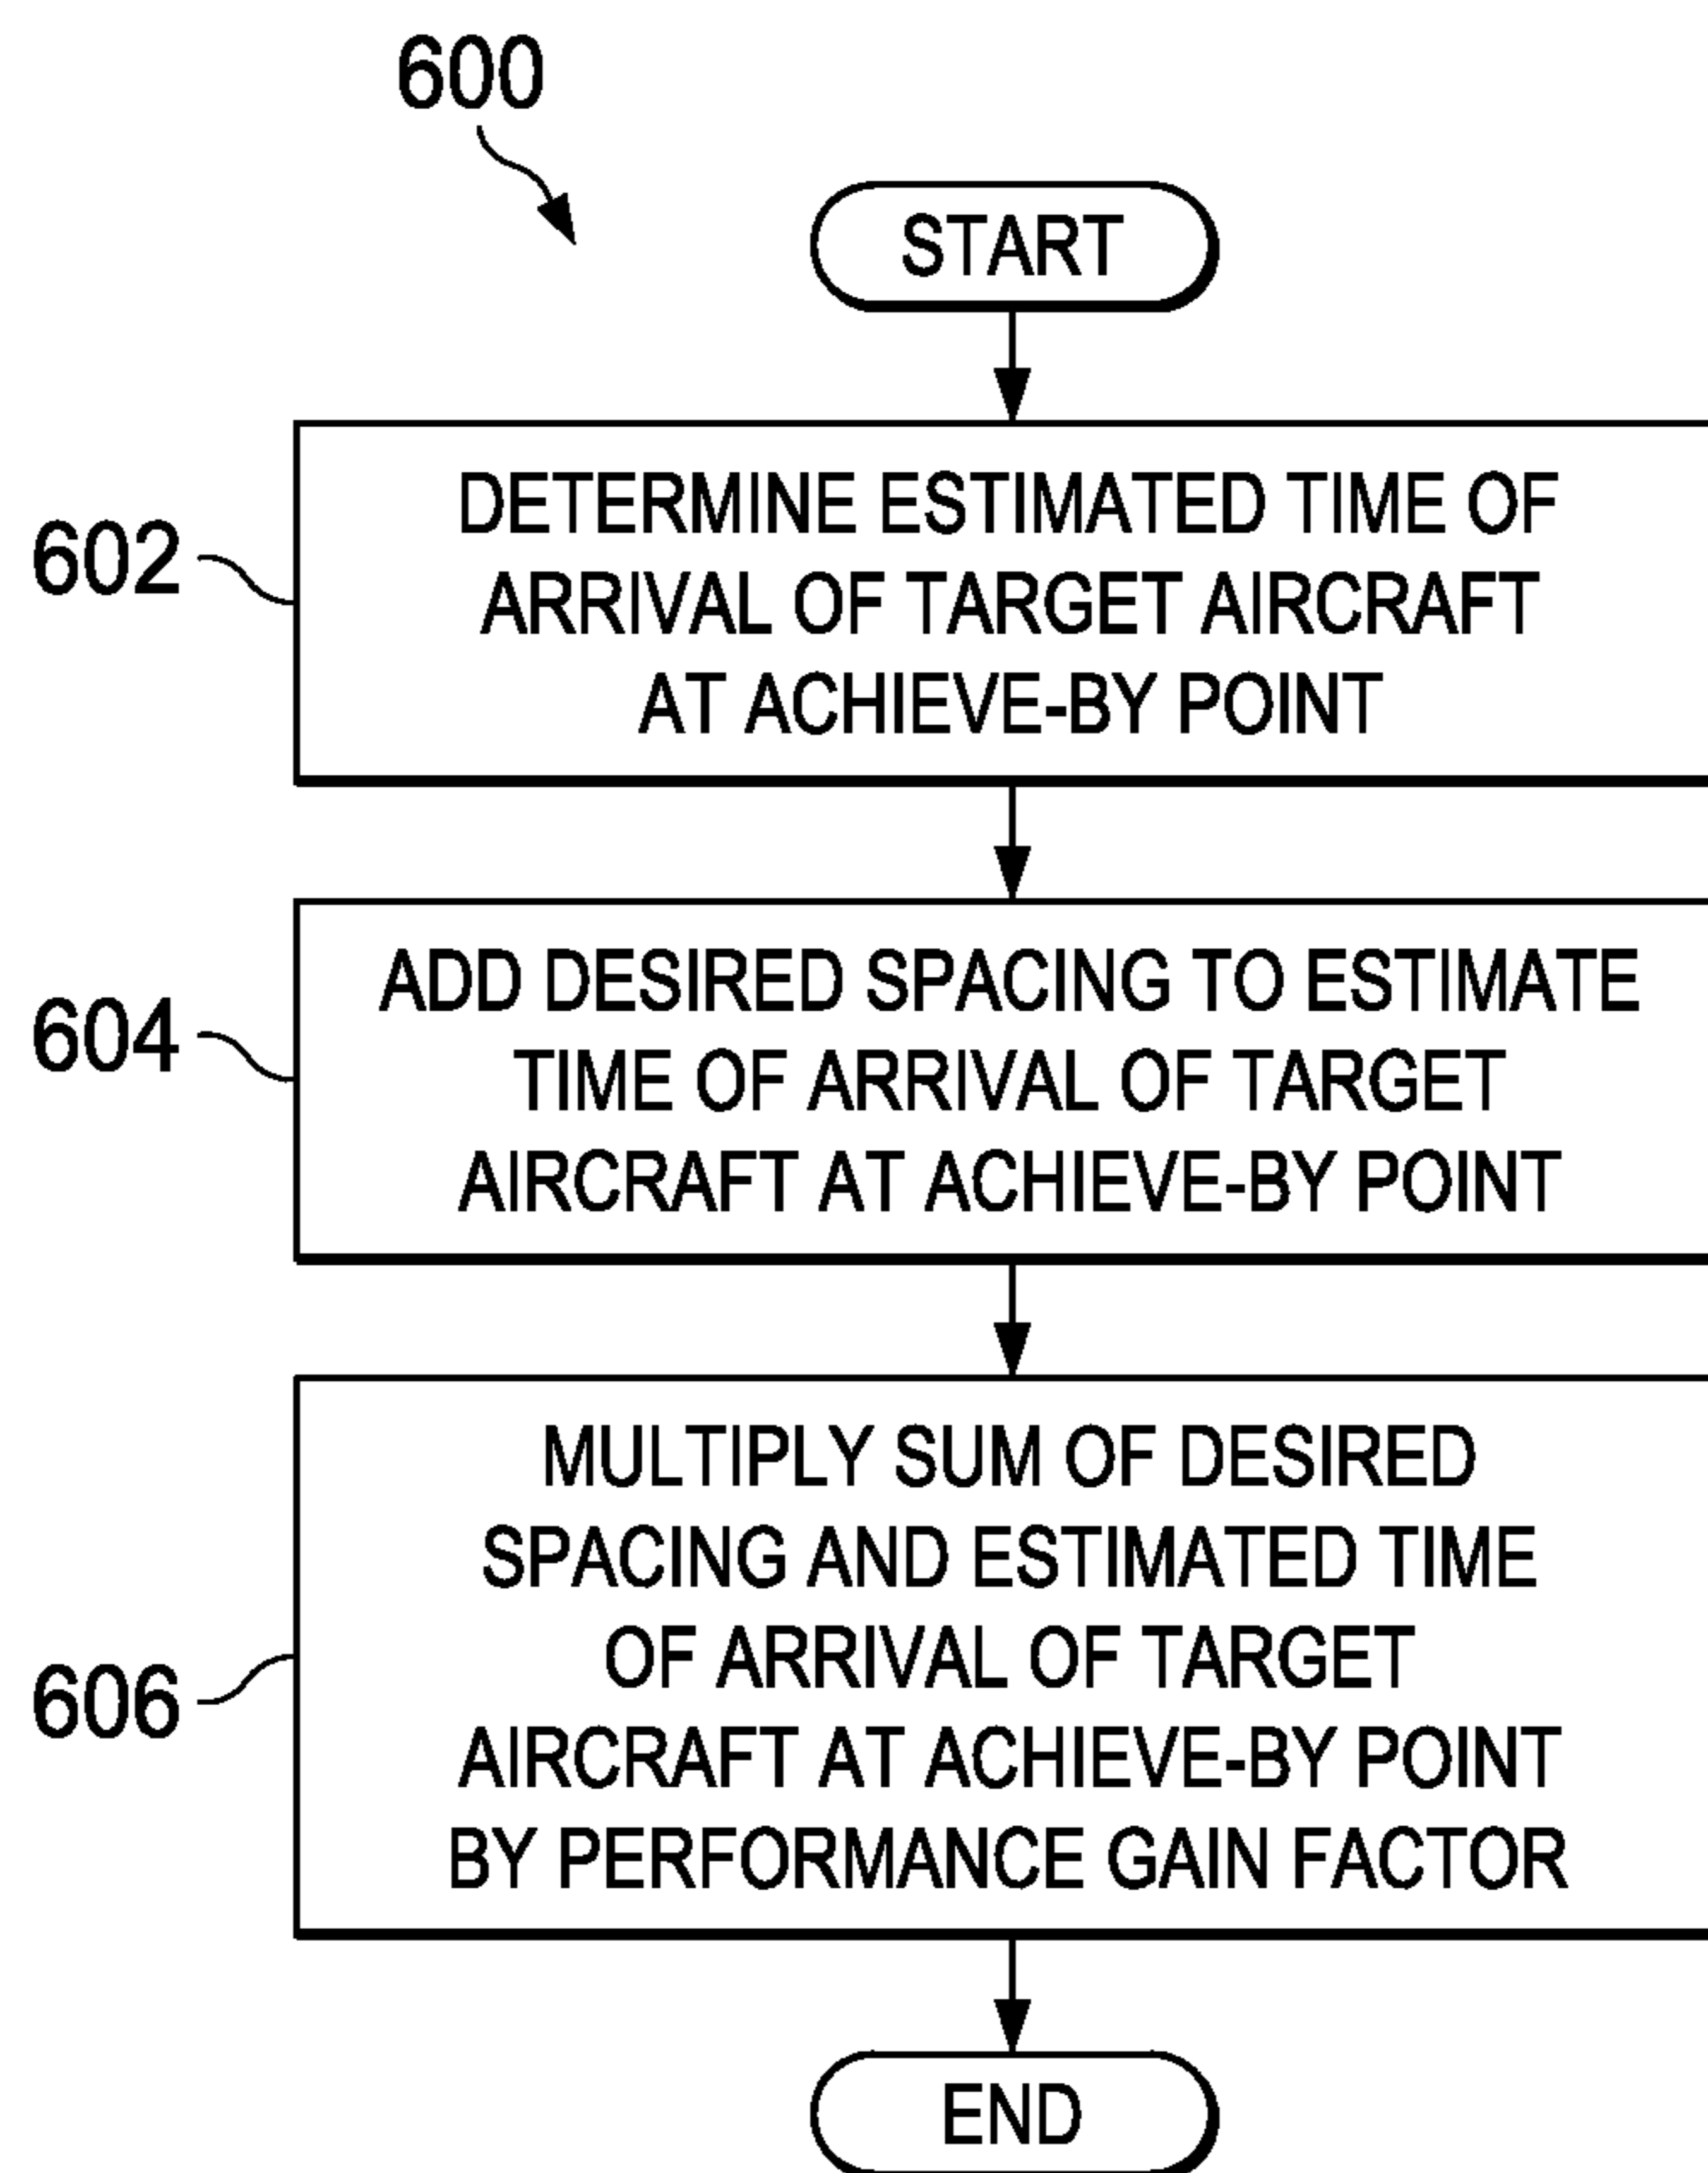 600
START
602
DETERMINE ESTIMATED TIME OF
ARRIVAL OF TARGET AIRCRAFT
AT ACHIEVE-BY POINT
604
ADD DESIRED SPACING TO ESTIMATE
TIME OF ARRIVAL OF TARGET
AIRCRAFT AT ACHIEVE-BY POINT
606
MULTIPLY SUM OF DESIRED
SPACING AND ESTIMATED TIME
OF ARRIVAL OF TARGET
AIRCRAFT AT ACHIEVE-BY POINT
BY PERFORMANCE GAIN FACTOR
END